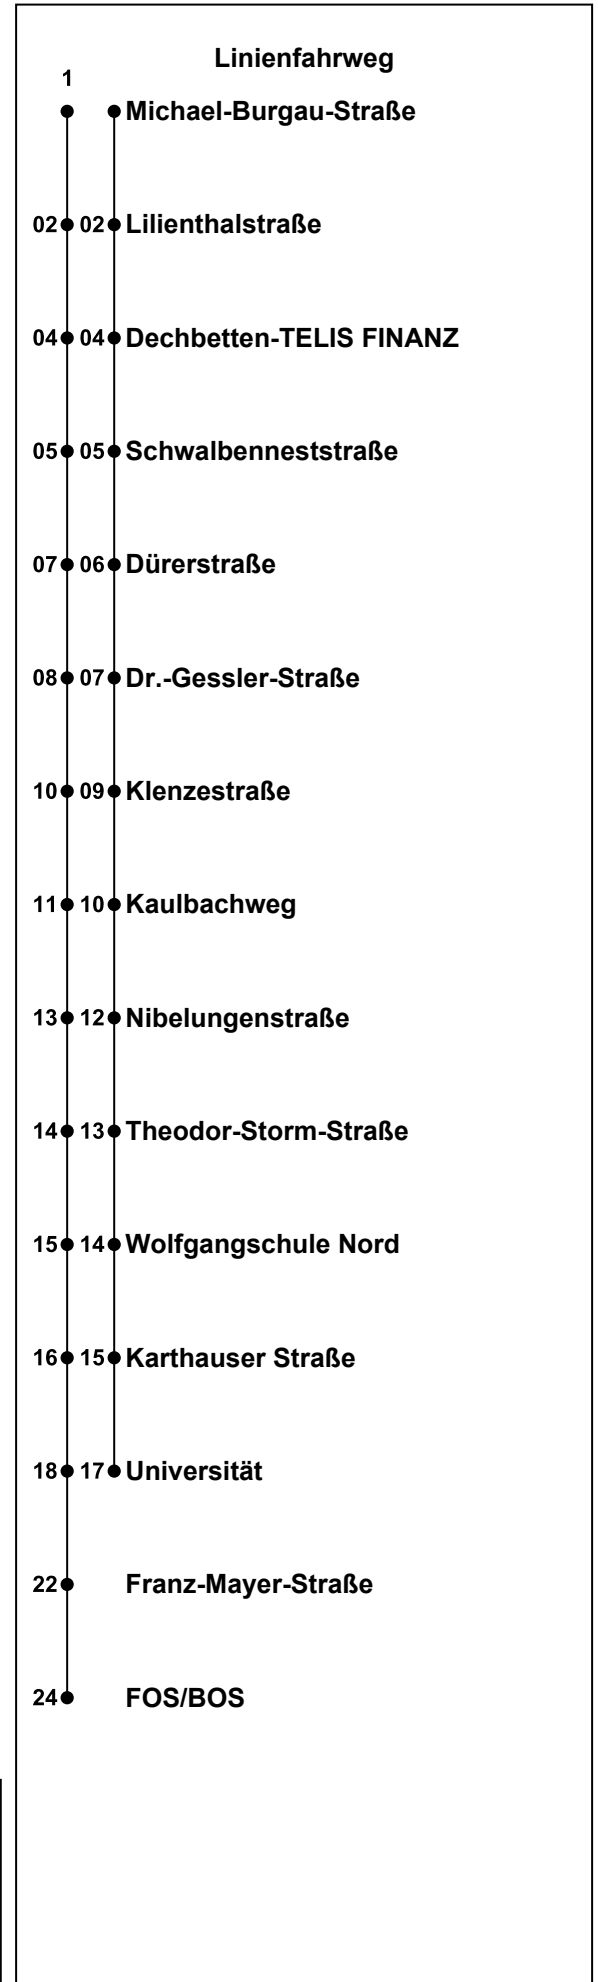 Linienfahrweg
1
Michael-Burgau-Straße
02 02 Lilienthalstraße
04 04 Dechbetten-TELIS FINANZ
05 05 Schwalbenneststraße
07 06 Dürerstraße
08 07 Dr.-Gessler-Straße
10 09 Klenzestraße
11 10 Kaulbachweg
13 12 Nibelungenstraße
14 13 Theodor-Storm-Straße
15 14 Wolfgangschule Nord
16 15 Karthauser Straße
18 17 Universität
22 Franz-Mayer-Straße
24 FOS/BOS